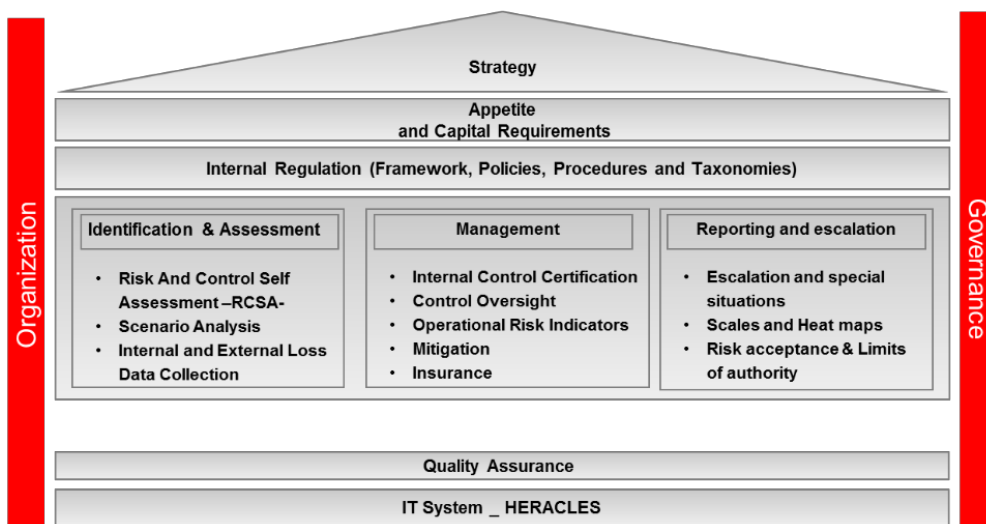 Strategy
Appetite
and Capital Requirements
Internal Regulation (Framework, Policies, Procedures and Taxonomies)
Organization
Identification & Assessment
• Risk And Control Self
Assessment –RCSA-
• Scenario Analysis
• Internal and External Loss
Data Collection
Management
• Internal Control Certification
• Control Oversight
• Operational Risk Indicators
• Mitigation
• Insurance
Reporting and escalation
• Escalation and special
situations
• Scales and Heat maps
• Risk acceptance & Limits
of authority
Governance
Quality Assurance
IT System _ HERACLES